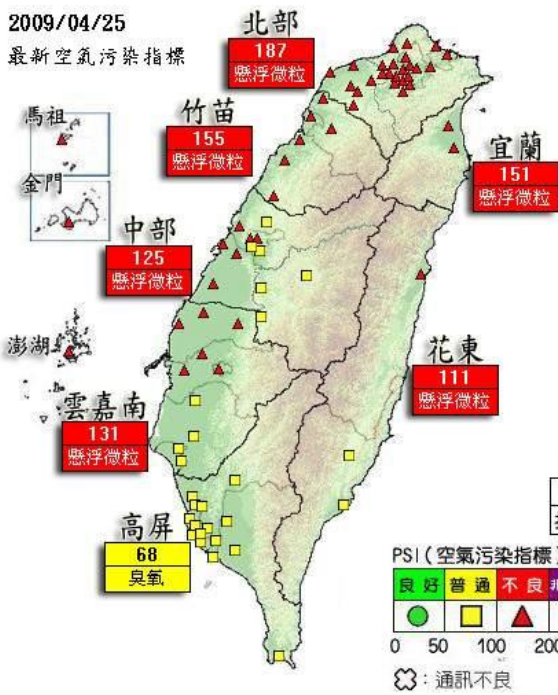 2009/04/25
最新空氣污染指標
北部
187
懸浮微粒
馬祖
竹苗
155
懸浮微粒
宜蘭
151
懸浮微粒
金門
中部
125
懸浮微粒
澎湖
花東
111
懸浮微粒
雲嘉南
131
懸浮微粒
高屏
68
臭氧
PSI(空氣污染指標
良好 普通 不良
0 50 100 200
：通訊不良